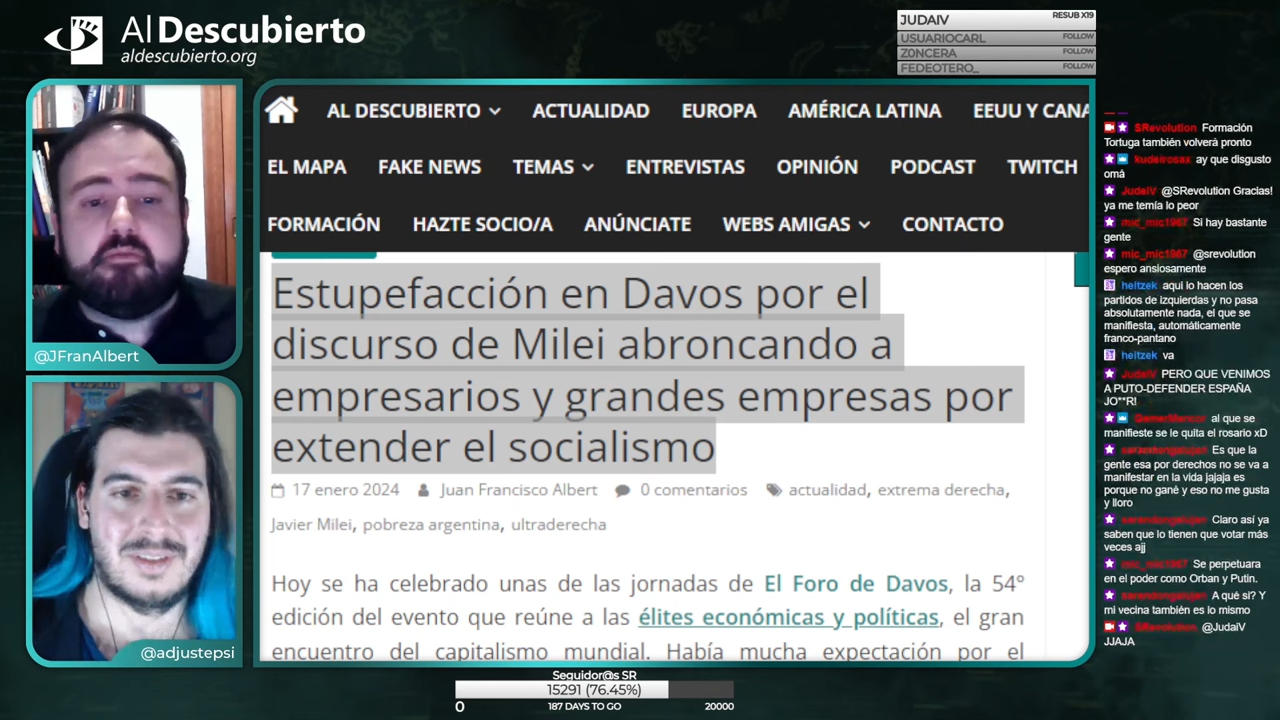 Al Descubierto
aldescubierto.org
JUDAIV RESUB X19
USUARIOCARL FOLLOW
Z0NCERA FOLLOW
FEDEOTERO_ FOLLOW
@JFranAlbert
@adjustepsi
AL DESCUBIERTO ACTUALIDAD EUROPA AMÉRICA LATINA EEUU Y CANA
EL MAPA FAKE NEWS TEMAS ENTREVISTAS OPINIÓN PODCAST TWITCH
FORMACIÓN HAZTE SOCIO/A ANÚNCIATE WEBS AMIGAS CONTACTO
Estupefacción en Davos por el
discurso de Milei abroncando a
empresarios y grandes empresas por
extender el socialismo
17 enero 2024 Juan Francisco Albert 0 comentarios actualidad, extrema derecha,
Javier Milei, pobreza argentina, ultraderecha
Hoy se ha celebrado unas de las jornadas de El Foro de Davos, la 54º
edición del evento que reúne a las élites económicas y políticas, el gran
encuentro del capitalismo mundial. Había mucha expectación por el
SRevolution Formación
Tortuga también volverá pronto
kudeirosax ay que disgusto
omá
JudaiV @SRevolution Gracias!
ya me temía lo peor
mic_mic1967 Si hay bastante
gente
mic_mic1967 @srevolution
espero ansiosamente
heitzek aqui lo hacen los
partidos de izquierdas y no pasa
absolutamente nada, el que se
manifiesta, automáticamente
franco-pantano
heitzek va
JudaiV PERO QUE VENIMOS
A PUTO-DEFENDER ESPAÑA
JO**R!
al que se
manifieste se le quita el rosario xD
Es que la
gente esa por derechos no se va a
manifestar en la vida jajaja es
porque no gané y eso no me gusta
y lloro
Claro así ya
saben que lo tienen que votar más
veces ajj
mic_mic1967 Se perpetuara
en el poder como Orban y Putin.
A qué sí? Y
mi vecina también es lo mismo
SRevolution @JudaiV
JJAJA
Seguidor@s SR
15291 (76.45%)
0 187 DAYS TO GO 20000